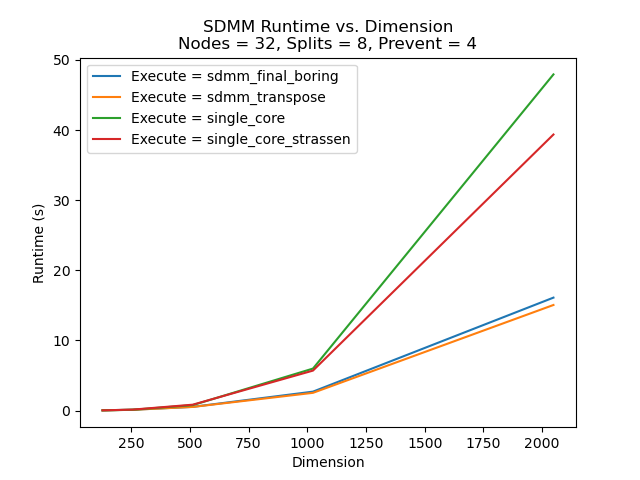 SDMM Runtime vs. Dimension
Nodes = 32, Splits = 8, Prevent = 4
Execute = sdmm_final_boring
Execute = sdmm_transpose
Execute = single_core
Execute = single_core_strassen
Runtime (s)
50
40
30
20
10
0
250 500 750 1000 1250 1500 1750 2000
Dimension